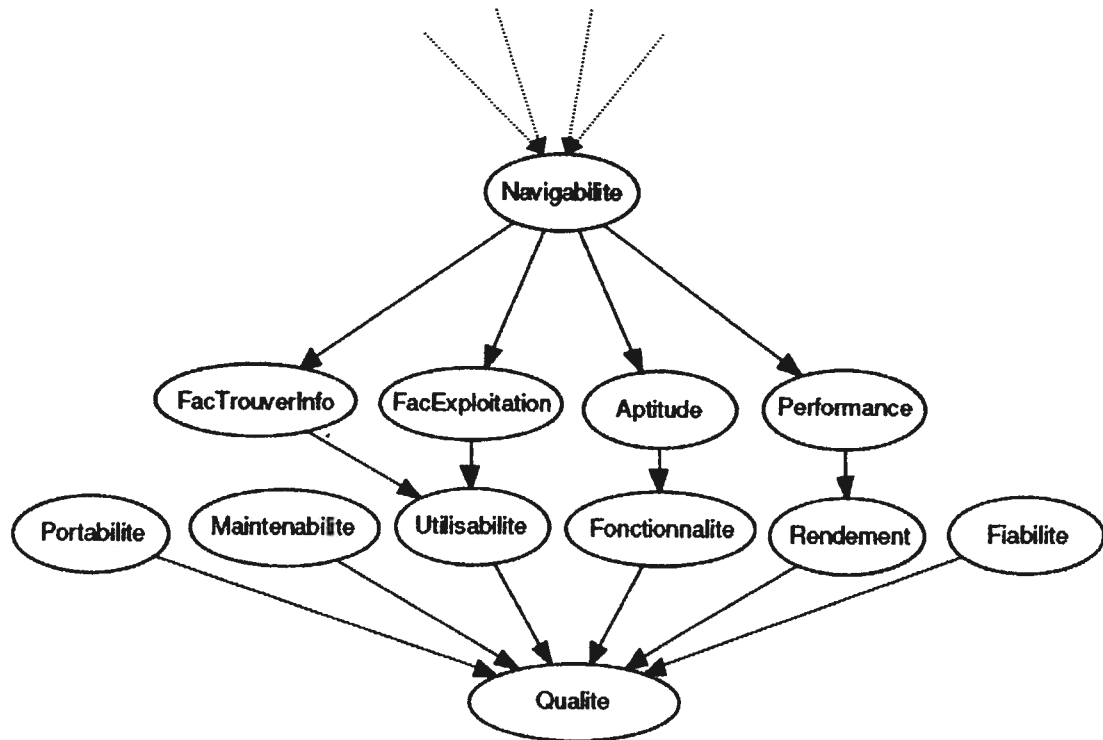 Navigabilite
FacTrouverInfo
FacExploitation
Aptitude
Performance
Portabilite
Maintenabilite
Utilisabilite
Fonctionnalite
Rendement
Fiabilite
Qualite